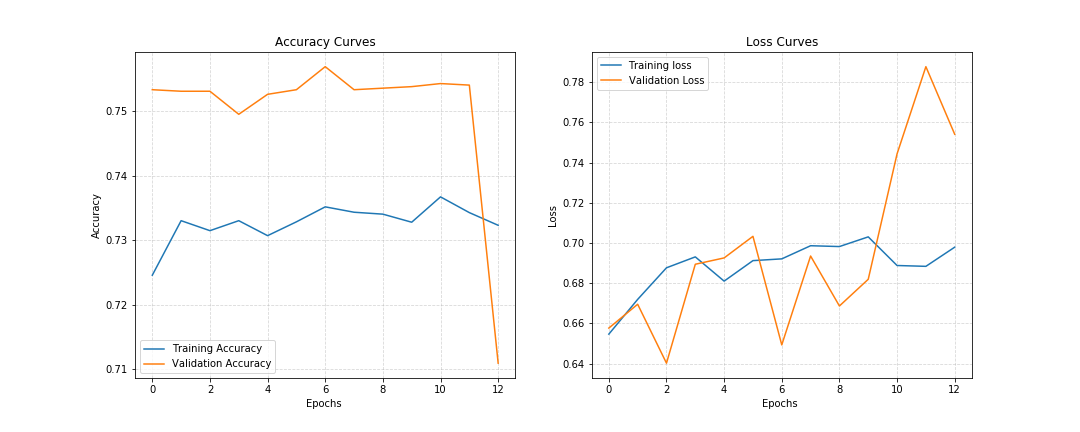 Accuracy Curves
Accuracy
0.75
0.74
0.73
0.72
0.71
Training Accuracy
Validation Accuracy
0 2 4 6 8 10 12
Epochs
Loss Curves
Training loss
Validation Loss
Loss
0.78
0.76
0.74
0.72
0.70
0.68
0.66
0.64
0 2 4 6 8 10 12
Epochs